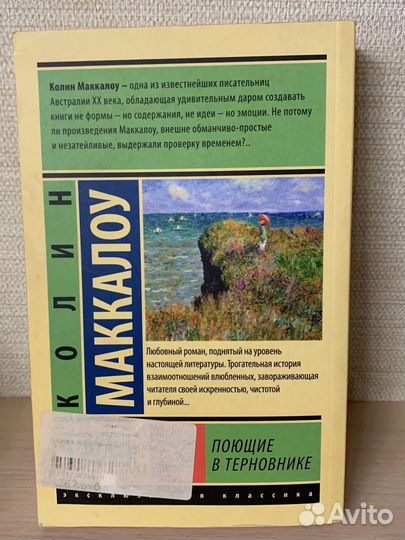 Колин Маккалоу – одна из известнейших писательниц
Австралии XX века, обладающая удивительным даром создавать
книги не формы – но содержания, не идеи – но эмоции. Не потому
ли произведения Маккалоу, внешне обманчиво-простые
и незатейливые, выдержали проверку временем?..
КОЛИН
МАККАЛОУ
Любовный роман, поднятый на уровень
настоящей литературы. Трогательная история
взаимоотношений влюбленных, завораживающая
читателя своей искренностью, чистотой
и глубиной...
ПОЮЩИЕ
В ТЕРНОВНИКЕ
классика
Avito